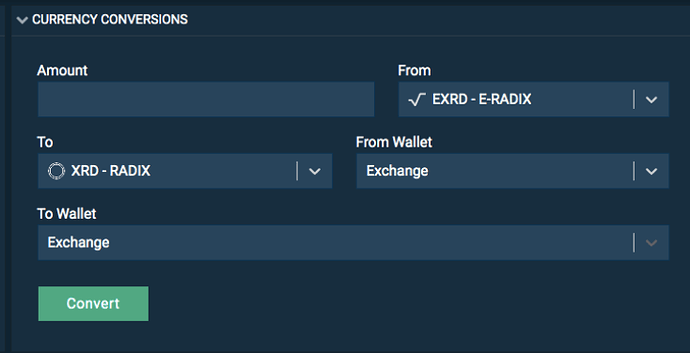 CURRENCY CONVERSIONS
Amount
From
EXRD - E-RADIX
To
From Wallet
XRD - RADIX
Exchange
To Wallet
Exchange
Convert